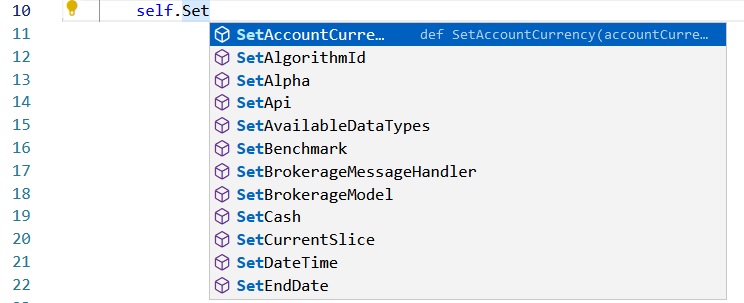 10 self.Set
11 SetAccountCurre… def SetAccountCurrency(accountCurre…
12 SetAlgorithmId
13 SetAlpha
14 SetApi
15 SetAvailableDataTypes
16 SetBenchmark
17 SetBrokerageMessageHandler
18 SetBrokerageModel
19 SetCash
20 SetCurrentSlice
21 SetDateTime
22 SetEndDate